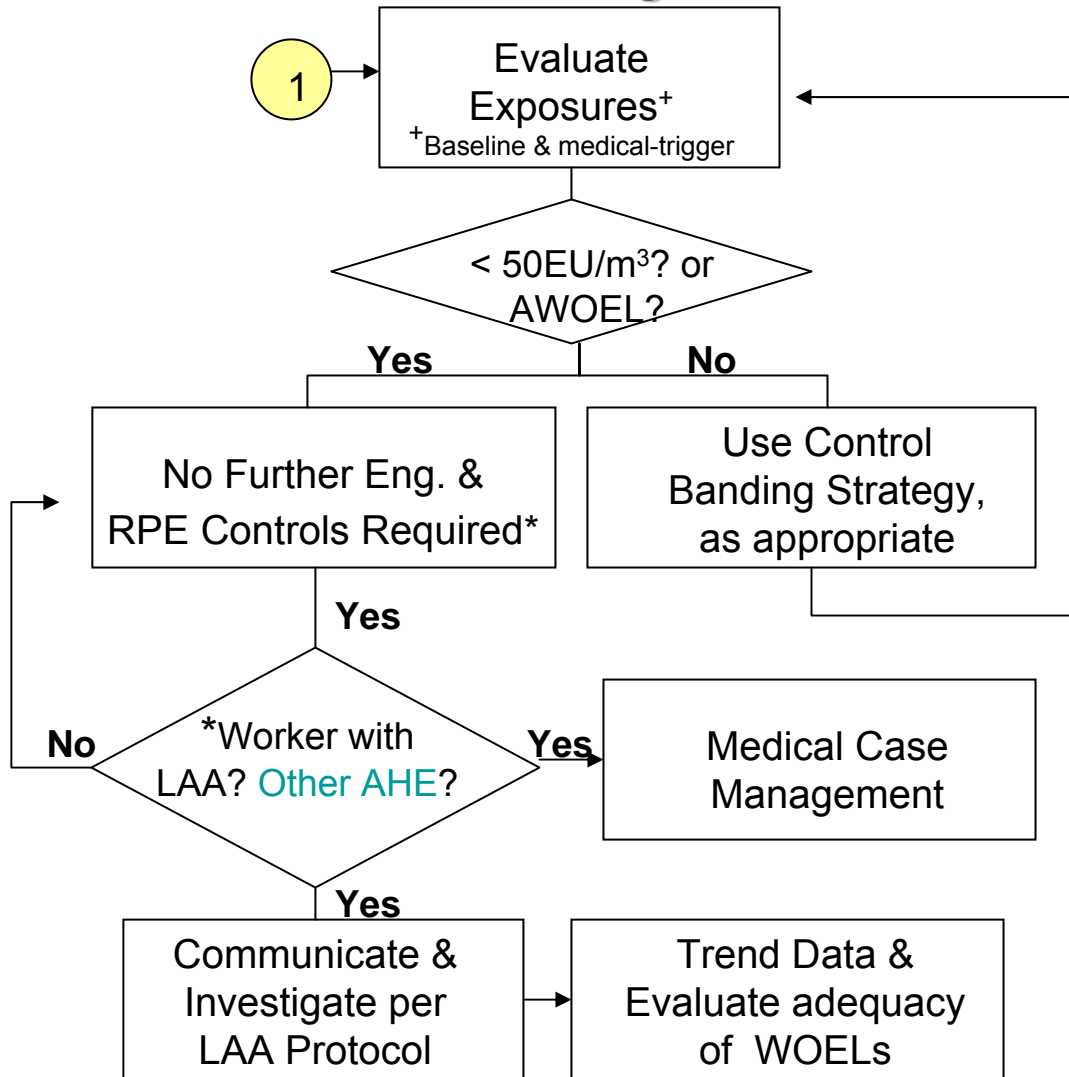 1
Evaluate
Exposures⁺
⁺Baseline & medical-trigger
< 50EU/m³? or
AWOEL?
Yes
No
No Further Eng. &
RPE Controls Required*
Use Control
Banding Strategy,
as appropriate
Yes
*Worker with
LAA? Other AHE?
No
Yes
Medical Case
Management
Yes
Communicate &
Investigate per
LAA Protocol
Trend Data &
Evaluate adequacy
of WOELs